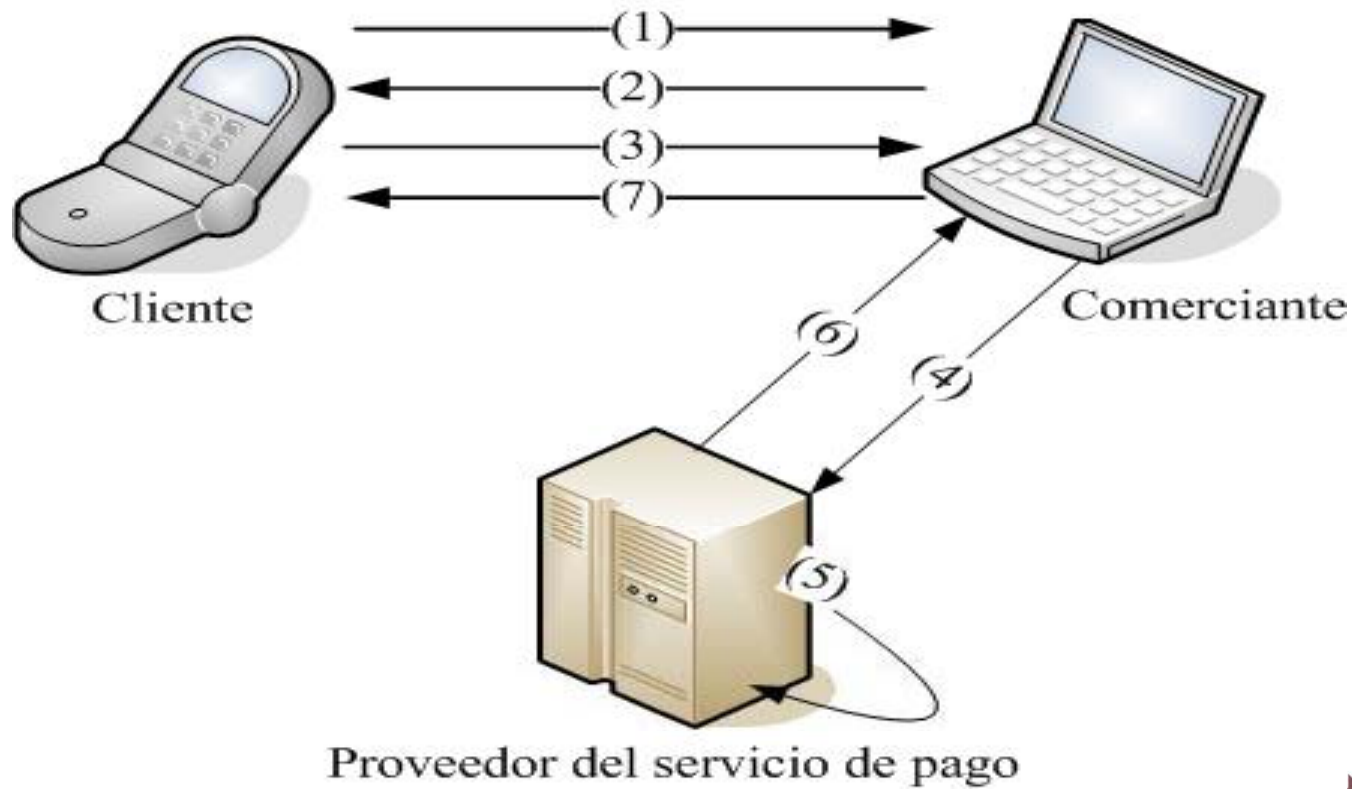 (1)
(2)
(3)
(7)
Cliente
Comerciante
(6)
(4)
(5)
Proveedor del servicio de pago